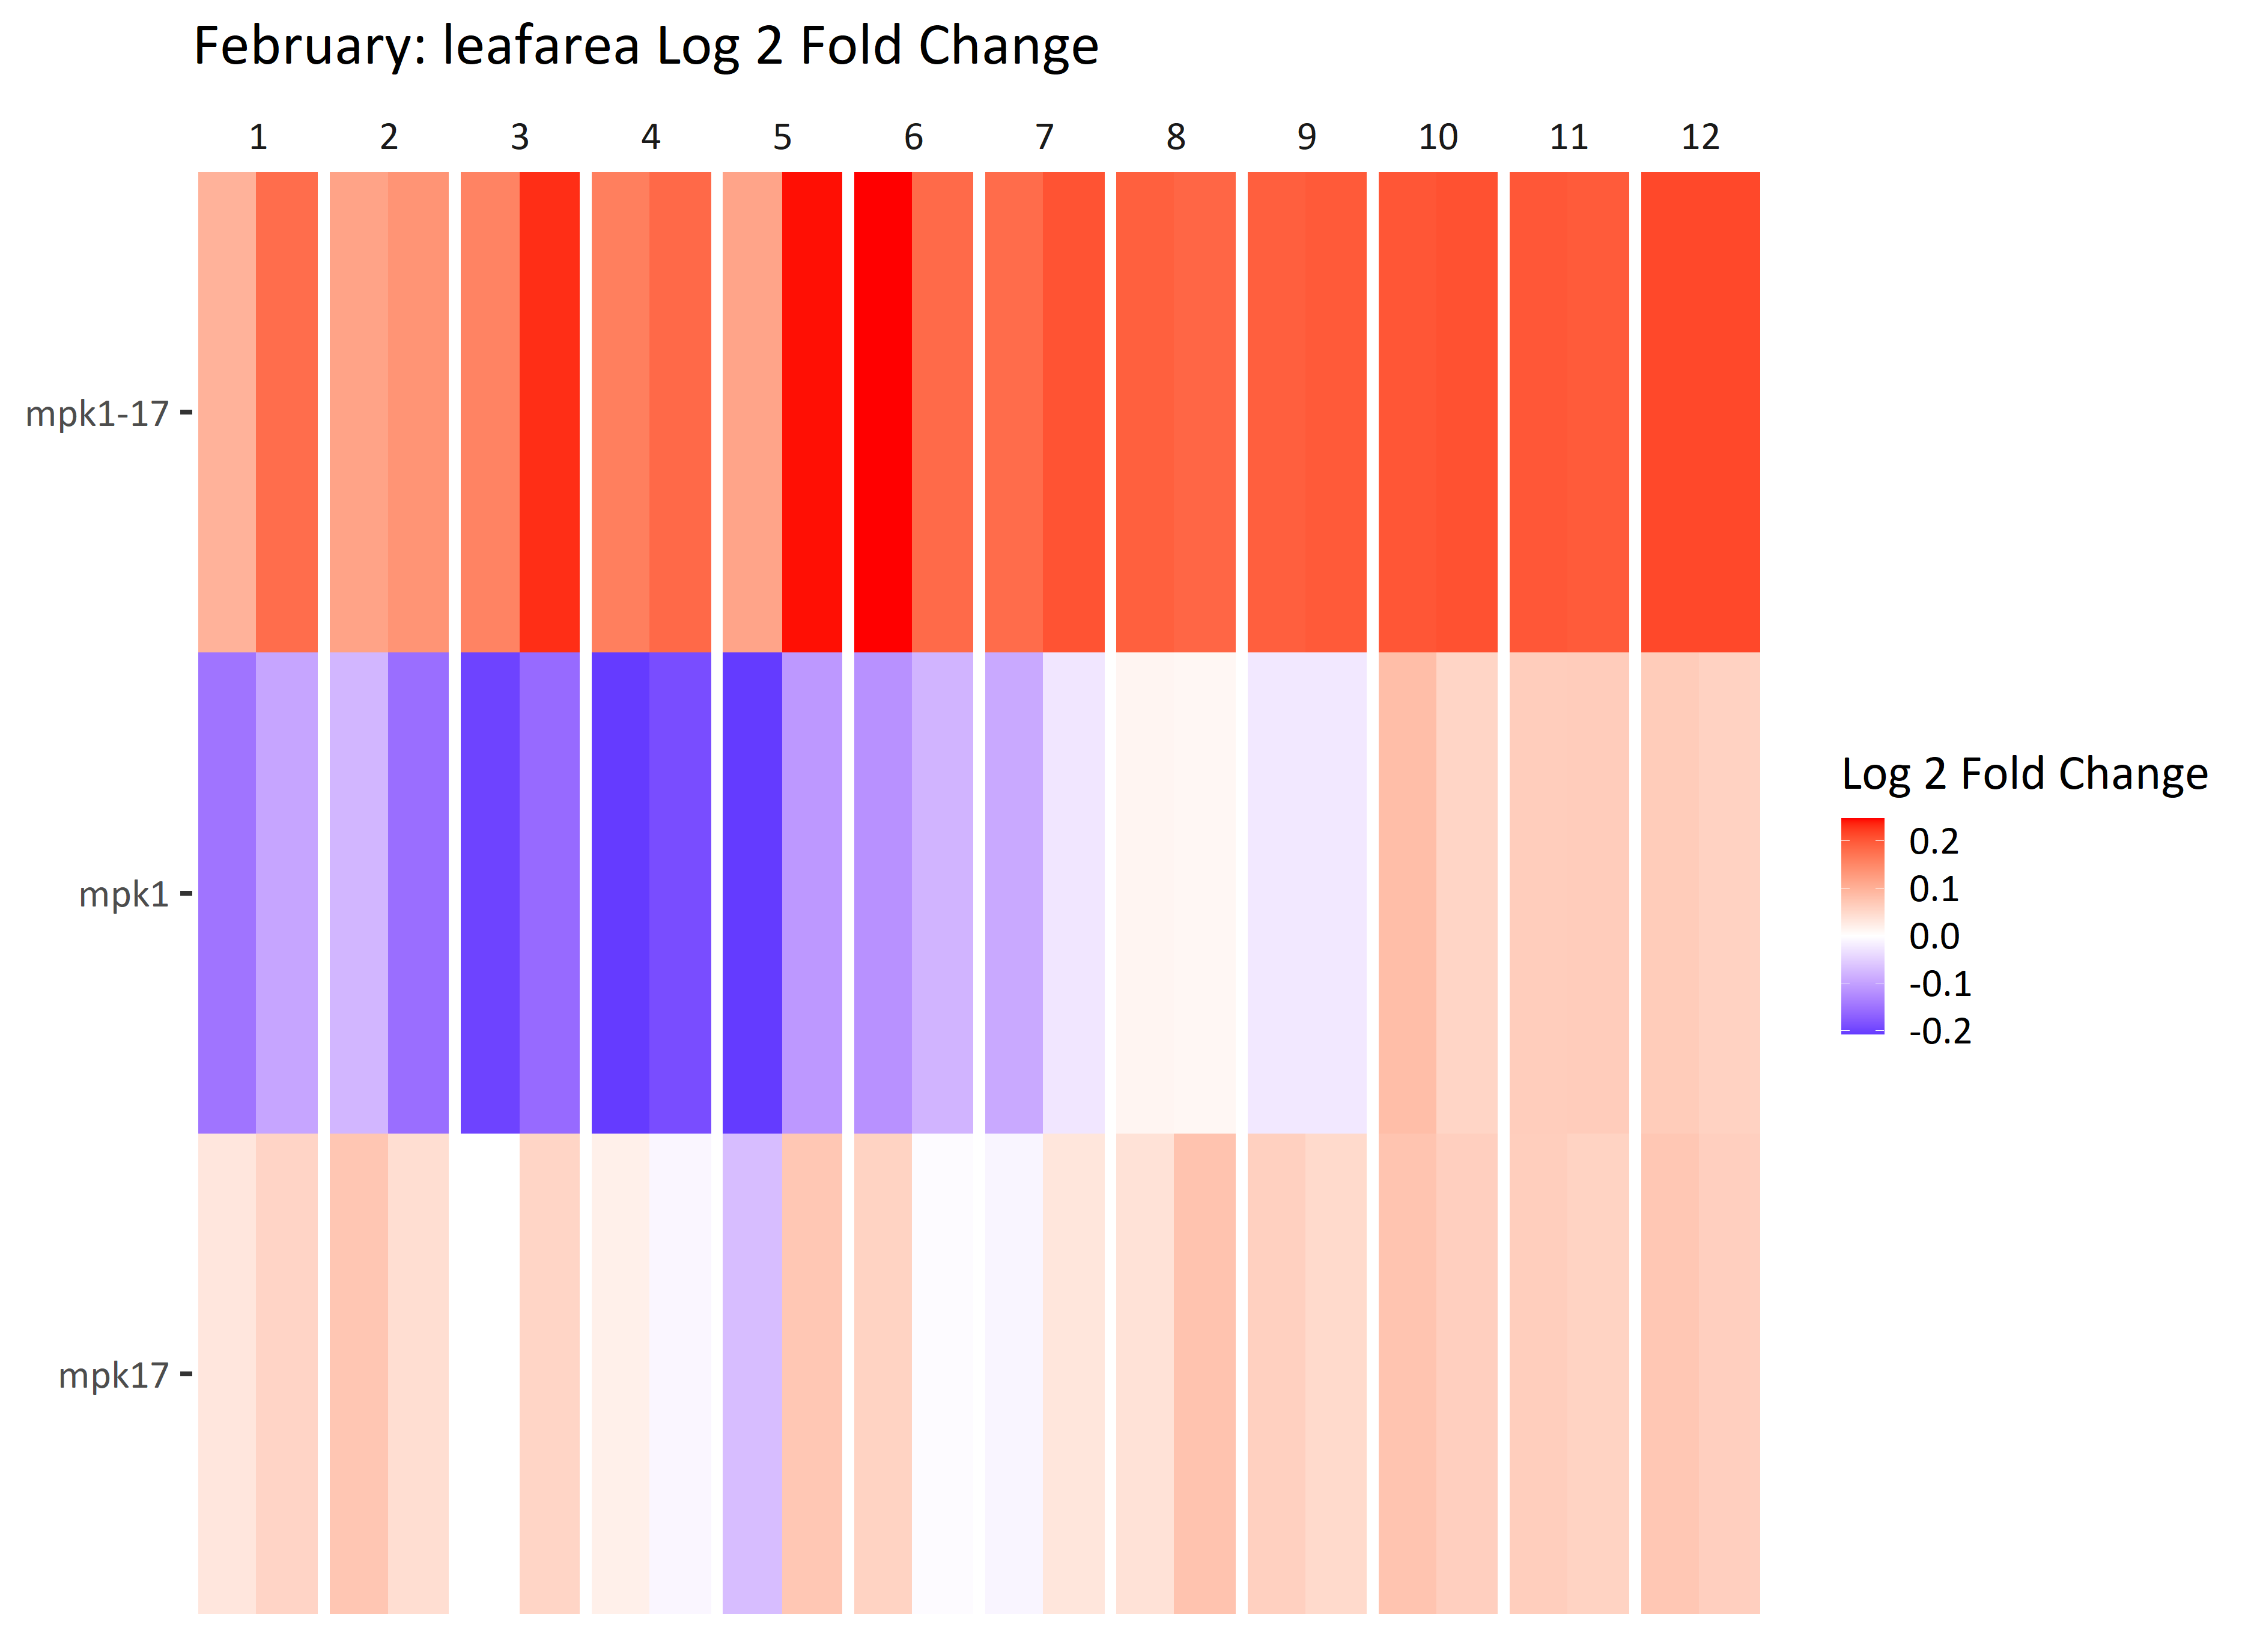 February: leafarea Log 2 Fold Change
1 2 3 4 5 6 7 8 9 10 11 12
mpk1-17
mpk1
mpk17
Log 2 Fold Change
0.2
0.1
0.0
-0.1
-0.2